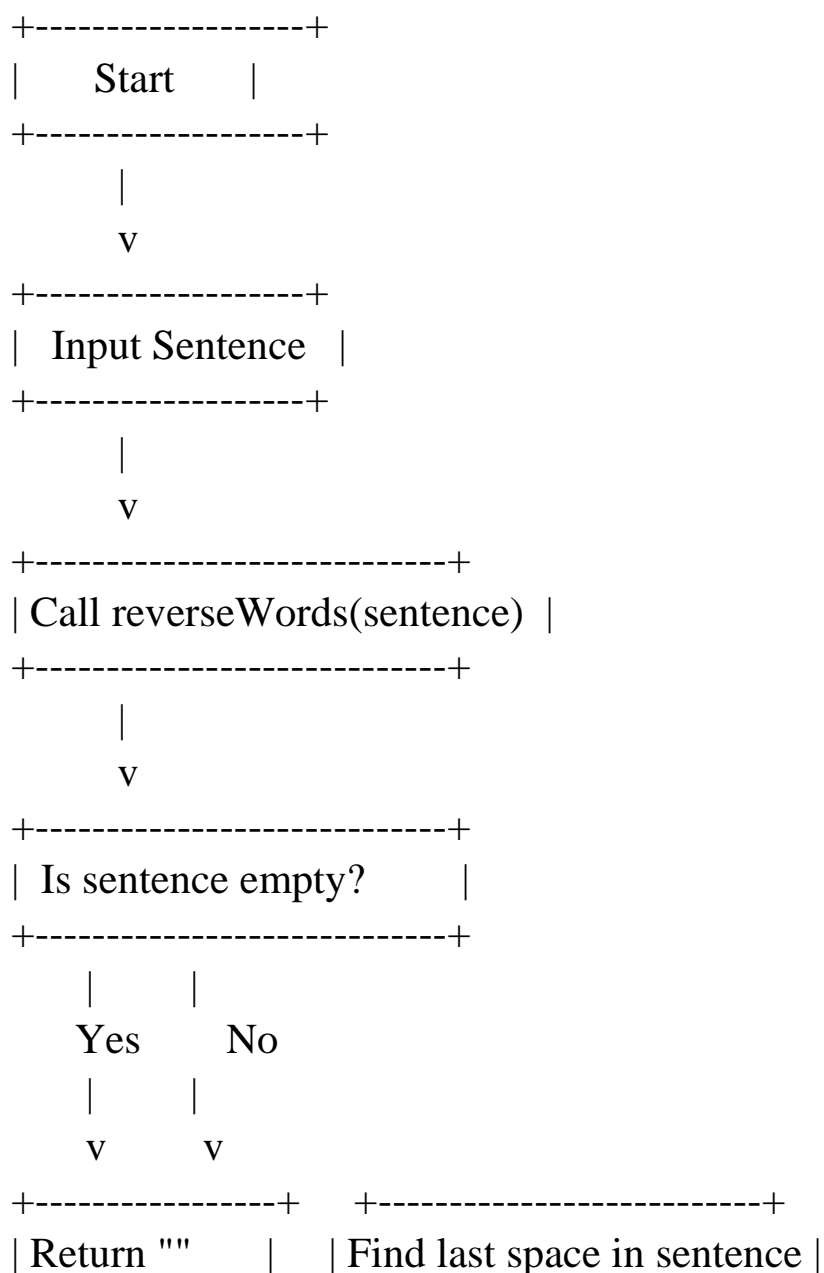 +-------------------+
|      Start      |
+-------------------+
        |
        v
+-------------------+
|  Input Sentence  |
+-------------------+
        |
        v
+-----------------------------+
| Call reverseWords(sentence)  |
+-----------------------------+
        |
        v
+-----------------------------+
|  Is sentence empty?        |
+-----------------------------+
      |        |
     Yes       No
      |        |
      v        v
+-----------------+    +---------------------------+
| Return ""       |    | Find last space in sentence |